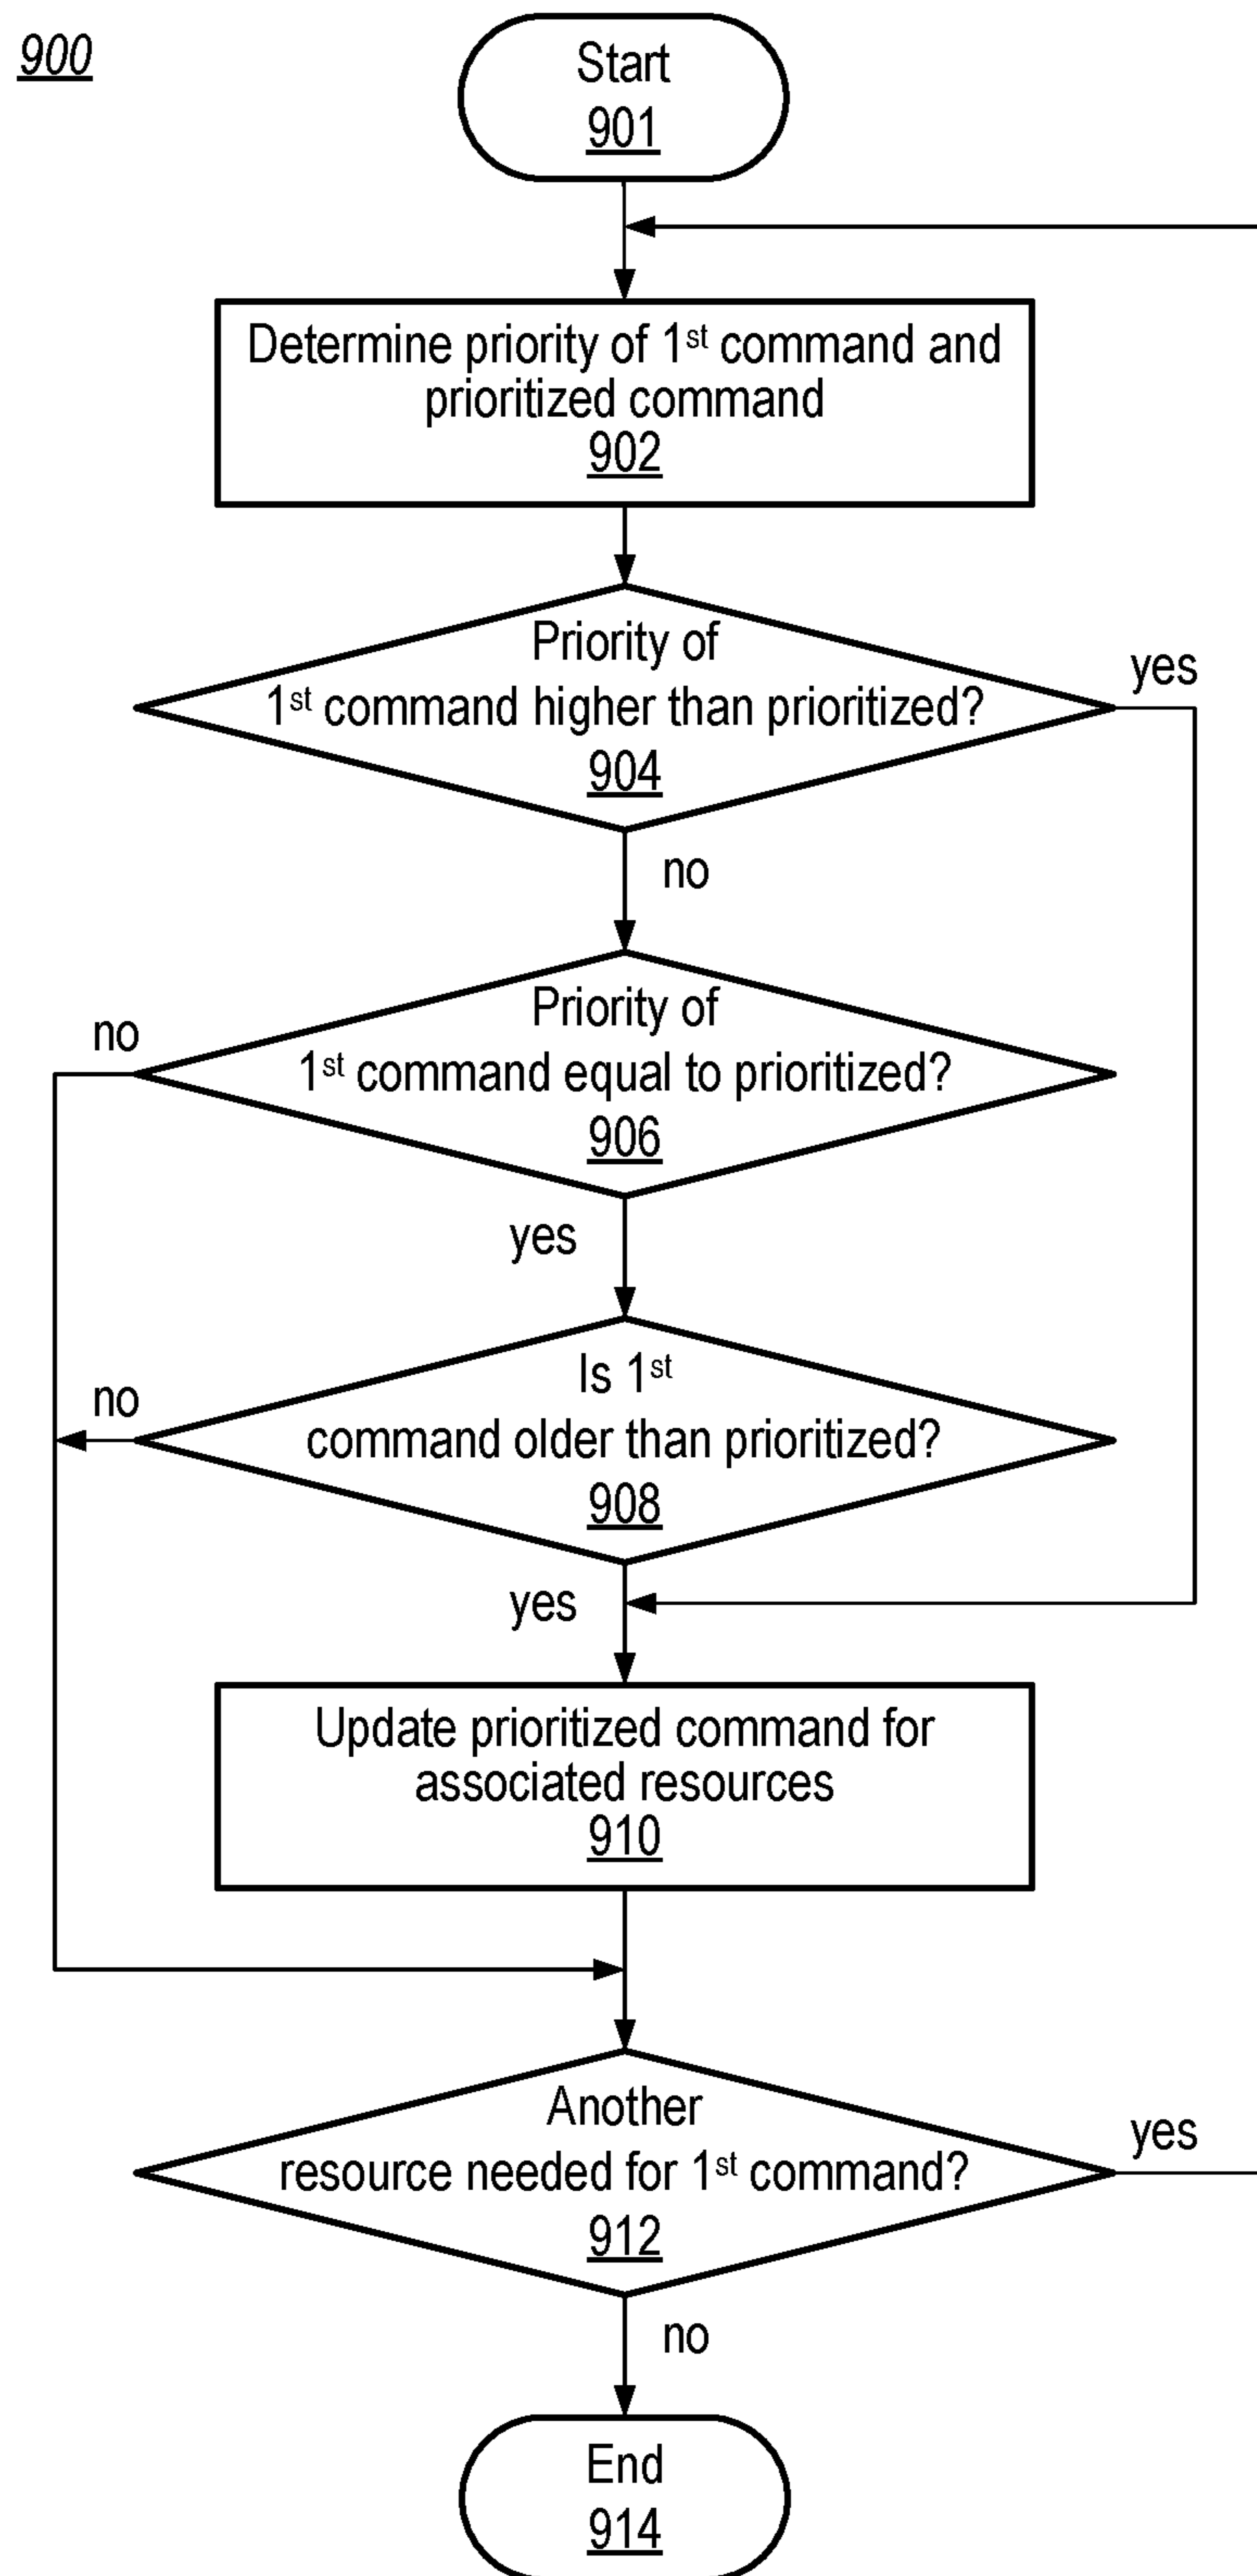 900
Start
901
Determine priority of 1st command and
prioritized command
902
Priority of
1st command higher than prioritized?
904
yes
no
Priority of
1st command equal to prioritized?
906
no
yes
Is 1st
command older than prioritized?
908
no
yes
Update prioritized command for
associated resources
910
Another
resource needed for 1st command?
912
yes
no
End
914